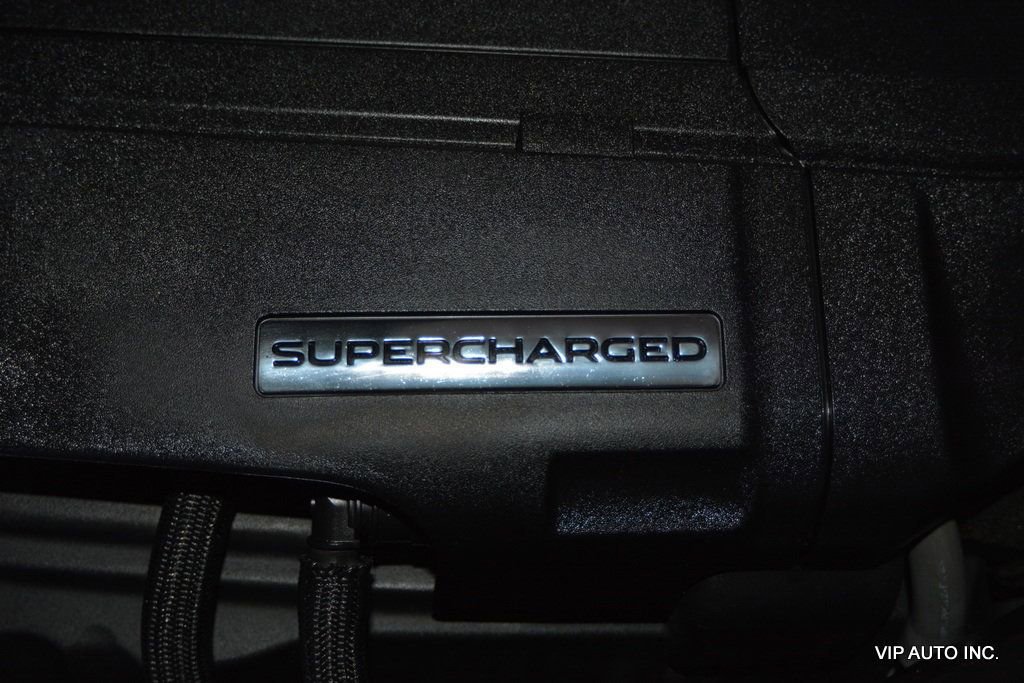 SUPERCHARGED
VIP AUTO INC.